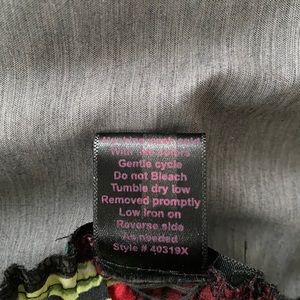 With
Gentle cycle
Do not Bleach
Tumble dry low
Removed promptly
Low iron on
Reverse side
As needed
Style # 40319X